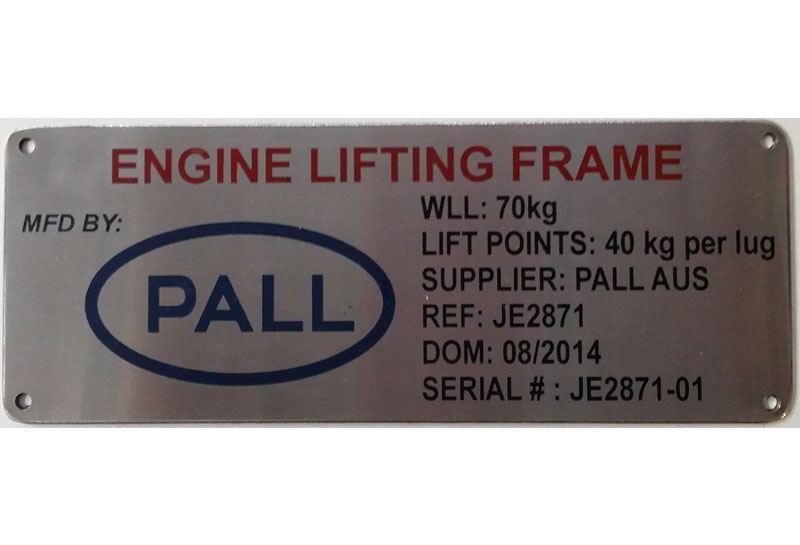 ENGINE LIFTING FRAME
MFD BY:
PALL
WLL: 70kg
LIFT POINTS: 40 kg per lug
SUPPLIER: PALL AUS
REF: JE2871
DOM: 08/2014
SERIAL # : JE2871-01